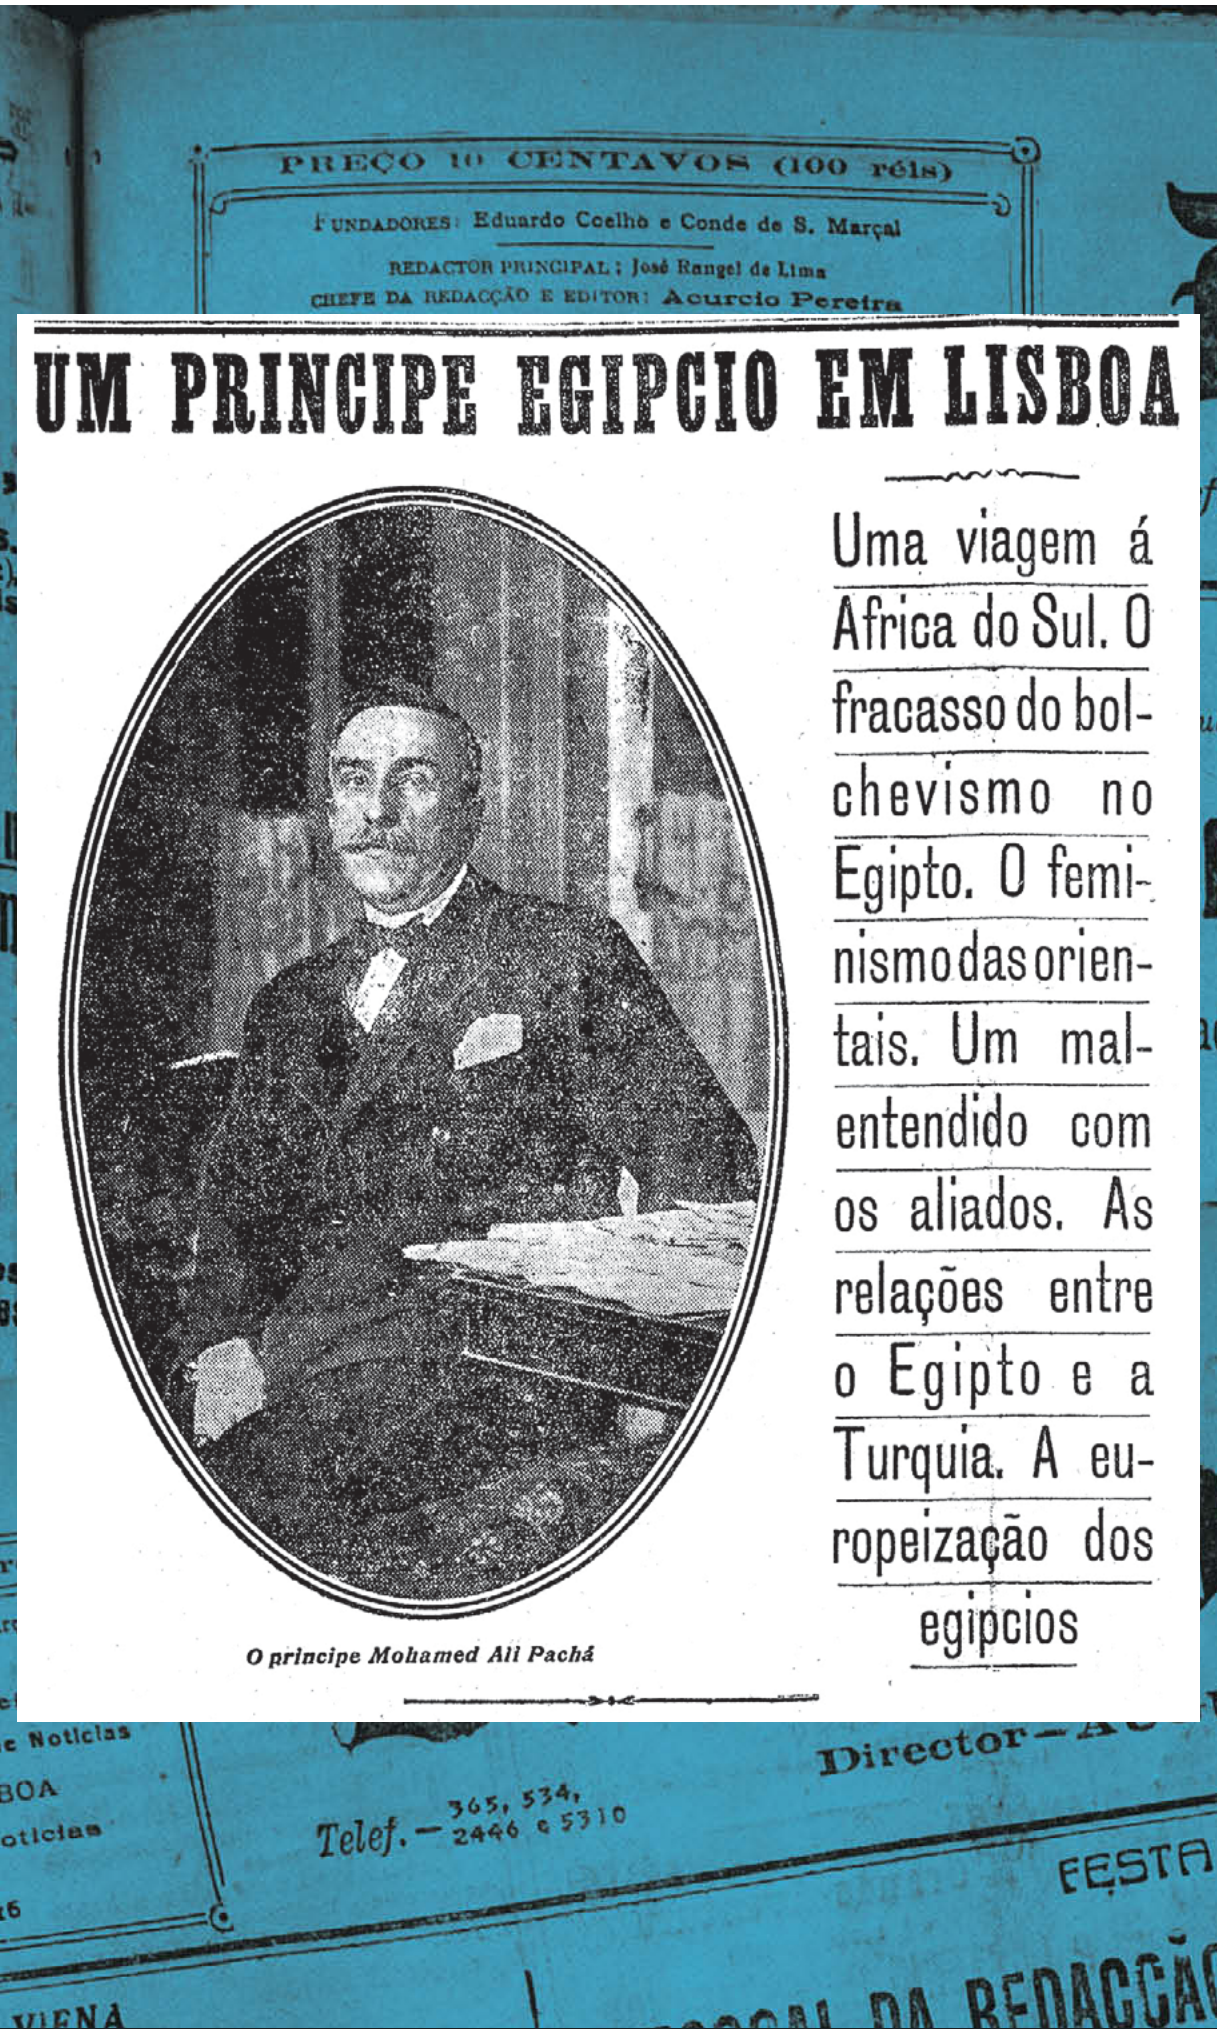 PREÇO 10 CENTAVOS (100 réis)
FUNDADORES: Eduardo Coelho e Conde de S. Marçal
REDACTOR PRINCIPAL: José Rangel de Lima
CHEFE DA REDACÇÃO E EDITOR: Acurcio Pereira
UM PRINCIPE EGIPCIO EM LISBOA
Uma viagem á
Africa do Sul. O
fracasso do bol-
chevismo no
Egipto. O femi-
nismo das orien-
tais. Um mal-
entendido com
os aliados. As
relações entre
o Egipto e a
Turquia. A eu-
ropeização dos
egipcios
O principe Mohamed Ali Pachá
Noticias
Director—
Telef.—365, 534,
2446 e 5310
FESTA
VIENA
DA REDACÇÃO